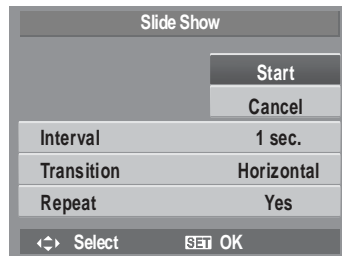 Slide Show
Start
Cancel
Interval 1 sec.
Transition Horizontal
Repeat Yes
Select SET OK